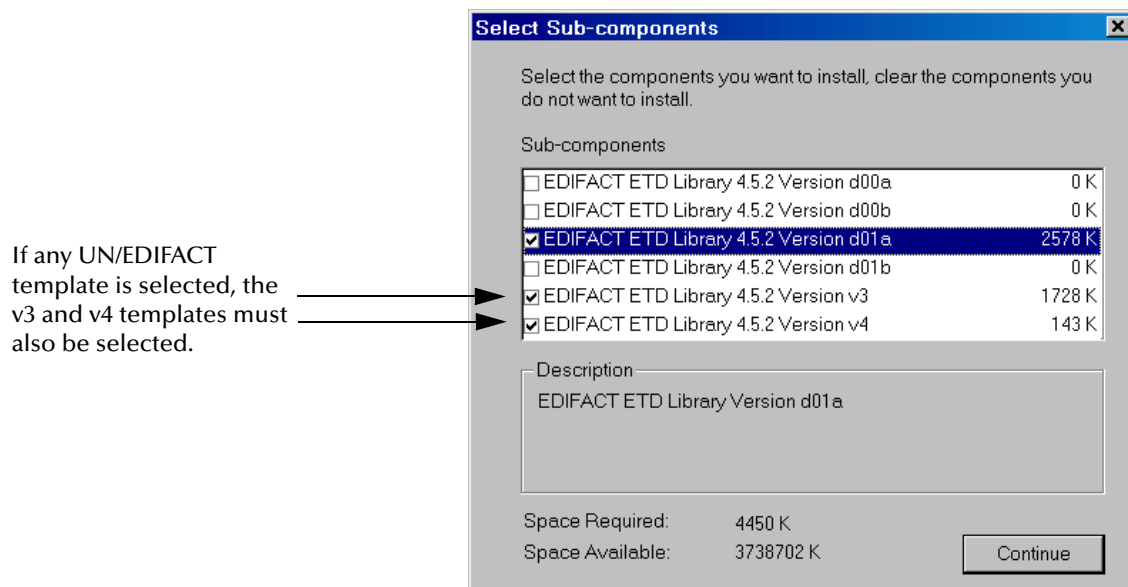 Select Sub-components
Select the components you want to install, clear the components you
do not want to install.
Sub-components
EDIFACT ETD Library 4.5.2 Version d00a 0 K
EDIFACT ETD Library 4.5.2 Version d00b 0 K
EDIFACT ETD Library 4.5.2 Version d01a 2578 K
EDIFACT ETD Library 4.5.2 Version d01b 0 K
EDIFACT ETD Library 4.5.2 Version v3 1728 K
EDIFACT ETD Library 4.5.2 Version v4 143 K
If any UN/EDIFACT
template is selected, the
v3 and v4 templates must
also be selected.
Description
EDIFACT ETD Library Version d01a
Space Required: 4450 K
Space Available: 3738702 K
Continue